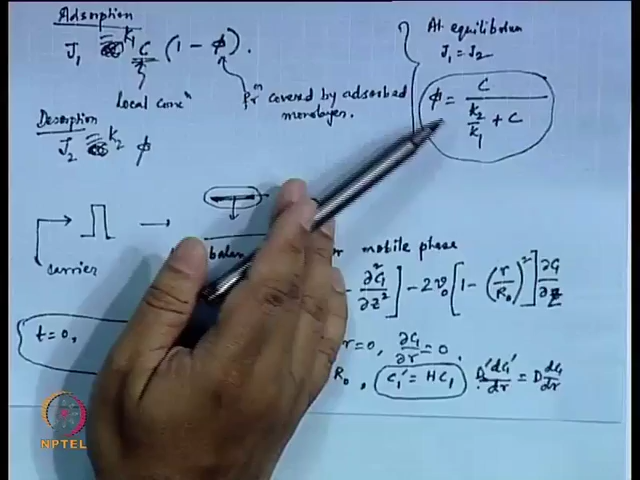 Adsorption
J₁ = k₁ C (1 - φ).
local concⁿ
frⁿ covered by adsorbed
monolayer.
Desorption
J₂ = k₂ φ
At equilibrium
J₁ = J₂
φ = C / (k₂/k₁ + C)
carrier
mobile phase
∂²C₁/∂z²] - 2v₀[1 - (r/R₀)²] ∂C₁/∂z
t=0,
r=0, ∂C₁/∂r = 0
R₀, C₁' = HC₁ D'dC₁'/dr = D dC₁/dr
NPTEL